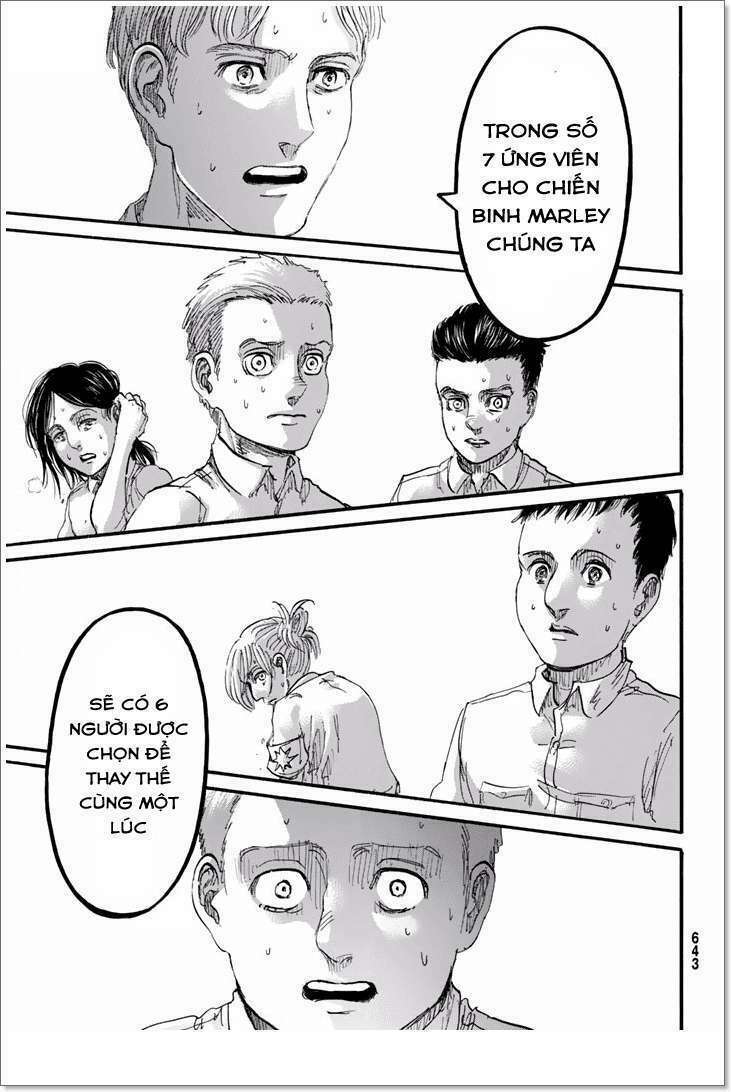 TRONG SỐ
7 ỨNG VIÊN
CHO CHIẾN
BINH MARLEY
CHÚNG TA
SẼ CÓ 6
NGƯỜI ĐƯỢC
CHỌN ĐỂ
THAY THẾ
CÙNG MỘT
LÚC
643